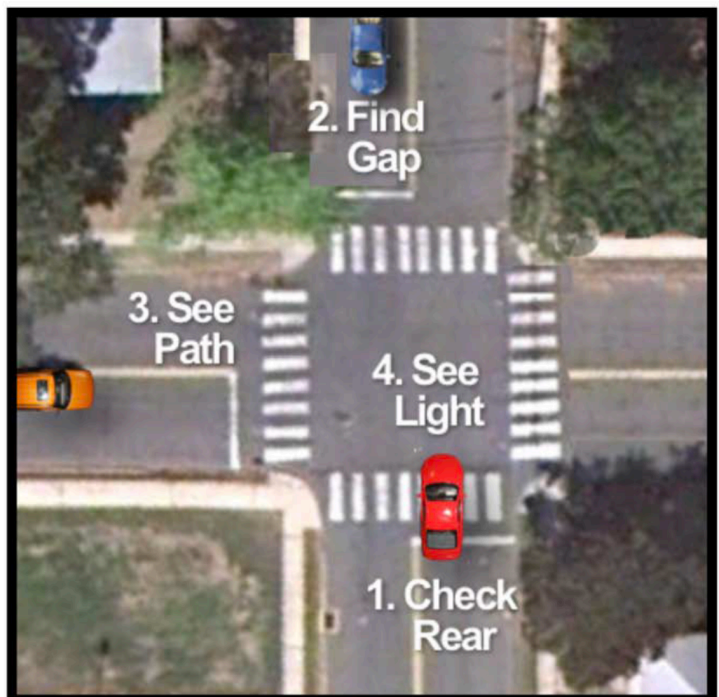 2. Find
Gap
3. See
Path
4. See
Light
1. Check
Rear